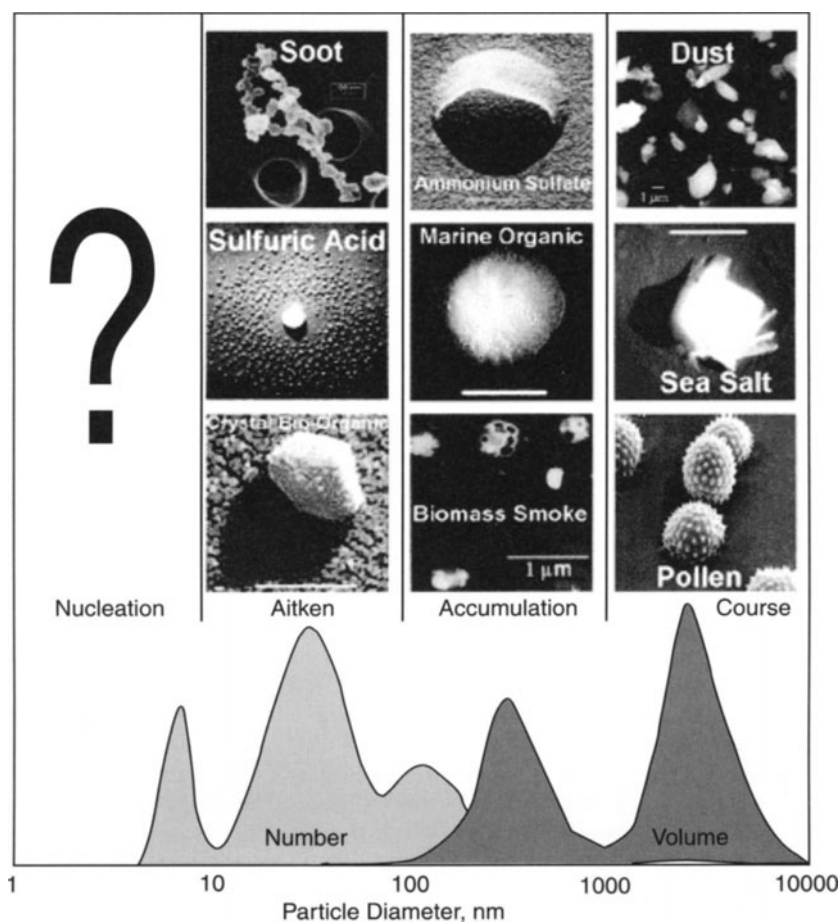 Soot
Ammonium Sulfate
Dust
1 μm
?
Sulfuric Acid
Marine Organic
Sea Salt
Crystal Bio-Organic
Biomass Smoke
1 μm
Pollen
Nucleation
Aitken
Accumulation
Course
Number
Volume
1
10
100
1000
10000
Particle Diameter, nm